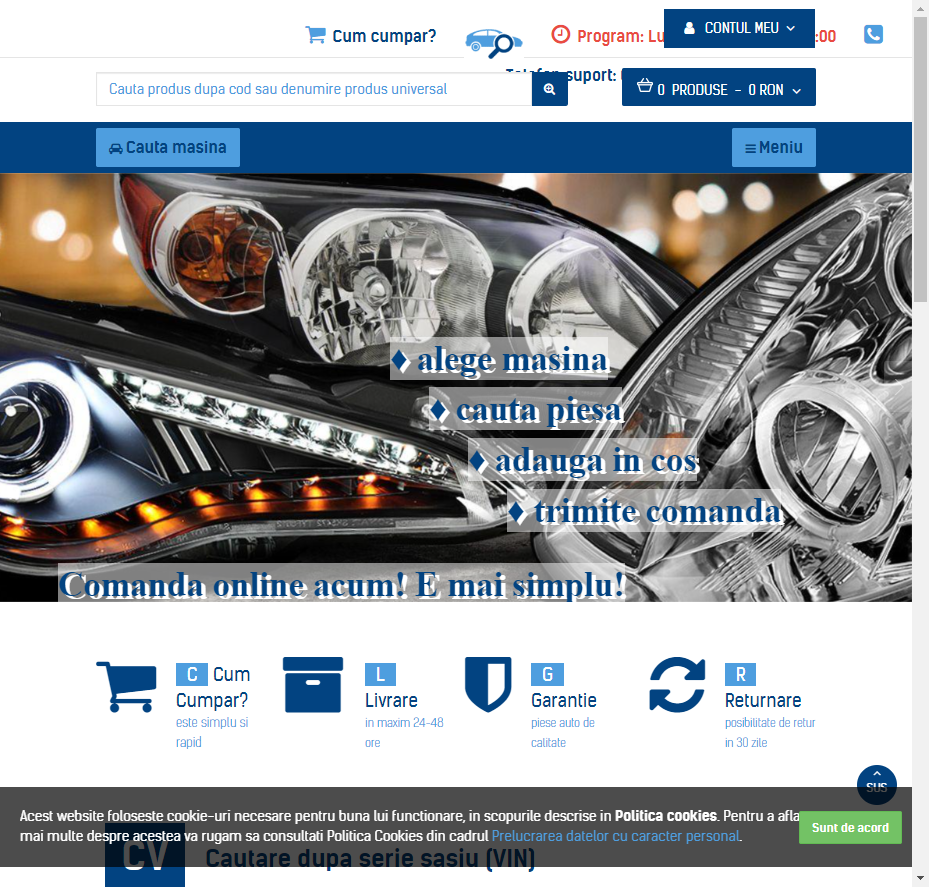 Cum cumpar?
Program: Lu
:00
CONTUL MEU
suport:
Cauta produs dupa cod sau denumire produs universal
0 PRODUSE - 0 RON
Cauta masina
Meniu
♦ alege masina
♦ cauta piesa
♦ adauga in cos
♦ trimite comanda
Comanda online acum! E mai simplu!
C Cum
Cumpar?
este simplu si
rapid
L
Livrare
in maxim 24-48
ore
G
Garantie
piese auto de
calitate
R
Returnare
posibilitate de retur
in 30 zile
SUS
Acest website foloseste cookie-uri necesare pentru buna lui functionare, in scopurile descrise in Politica cookies. Pentru a afla
mai multe despre acestea va rugam sa consultati Politica Cookies din cadrul Prelucrarea datelor cu caracter personal.
Sunt de acord
CV
Cautare dupa serie sasiu (VIN)